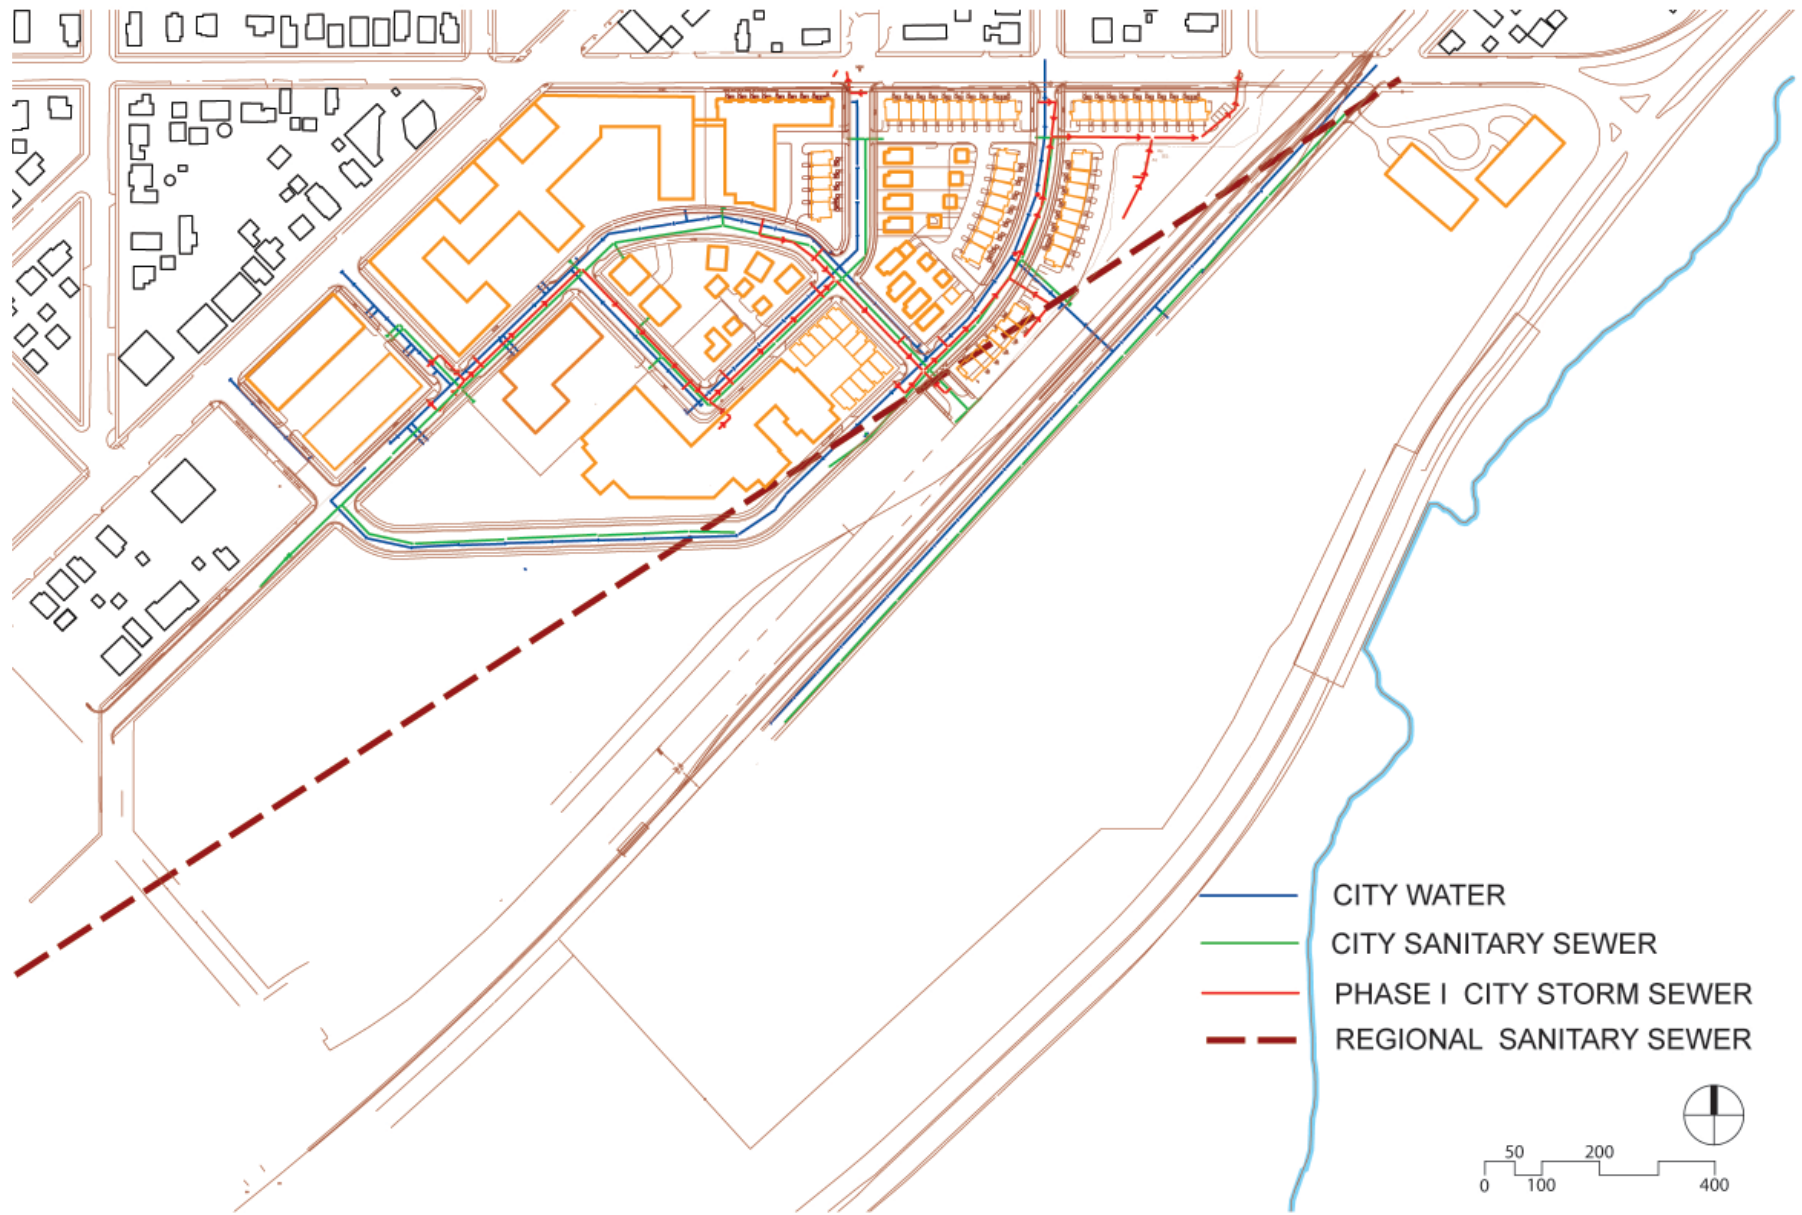 CITY WATER
CITY SANITARY SEWER
PHASE I CITY STORM SEWER
REGIONAL SANITARY SEWER
50 200
0 100 400